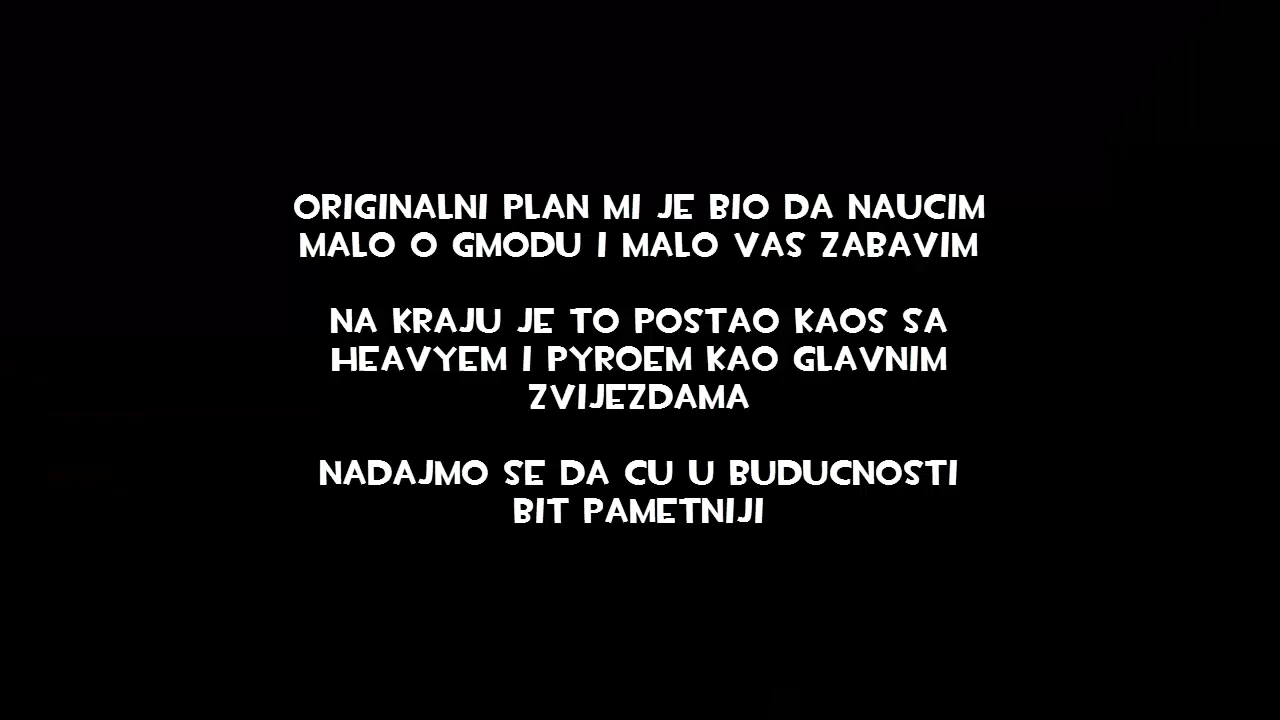 ORIGINALNI PLAN MI JE BIO DA NAUCIM
MALO O GMODU I MALO VAS ZABAVIM
NA KRAJU JE TO POSTAO KAOS SA
HEAVYEM I PYROEM KAO GLAVNIM
ZVIJEZDAMA
NADAJMO SE DA CU U BUDUCNOSTI
BIT PAMETNIJI